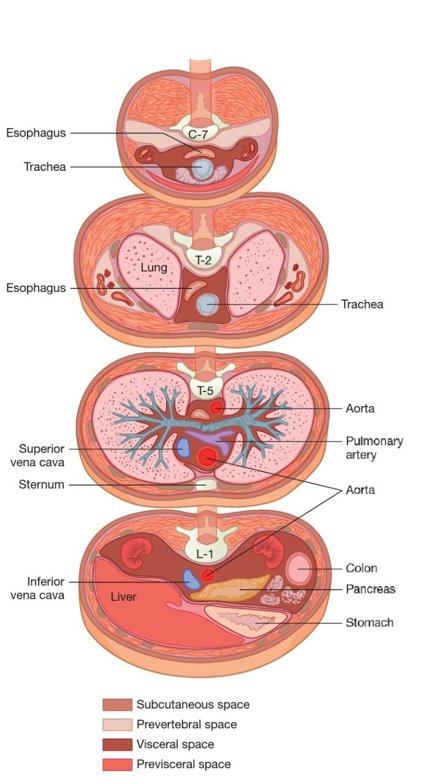 C-7
Esophagus
Trachea
T-2
Lung
Esophagus
Trachea
T-5
Aorta
Superior
vena cava
Pulmonary
artery
Sternum
Aorta
L-1
Colon
Inferior
vena cava
Liver
Pancreas
Stomach
Subcutaneous space
Prevertebral space
Visceral space
Previsceral space